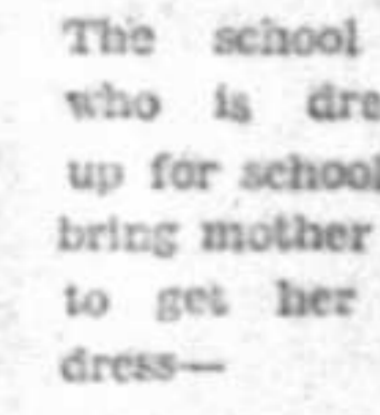 The school
who is dre
up for school
bring mother
to get her
dress—